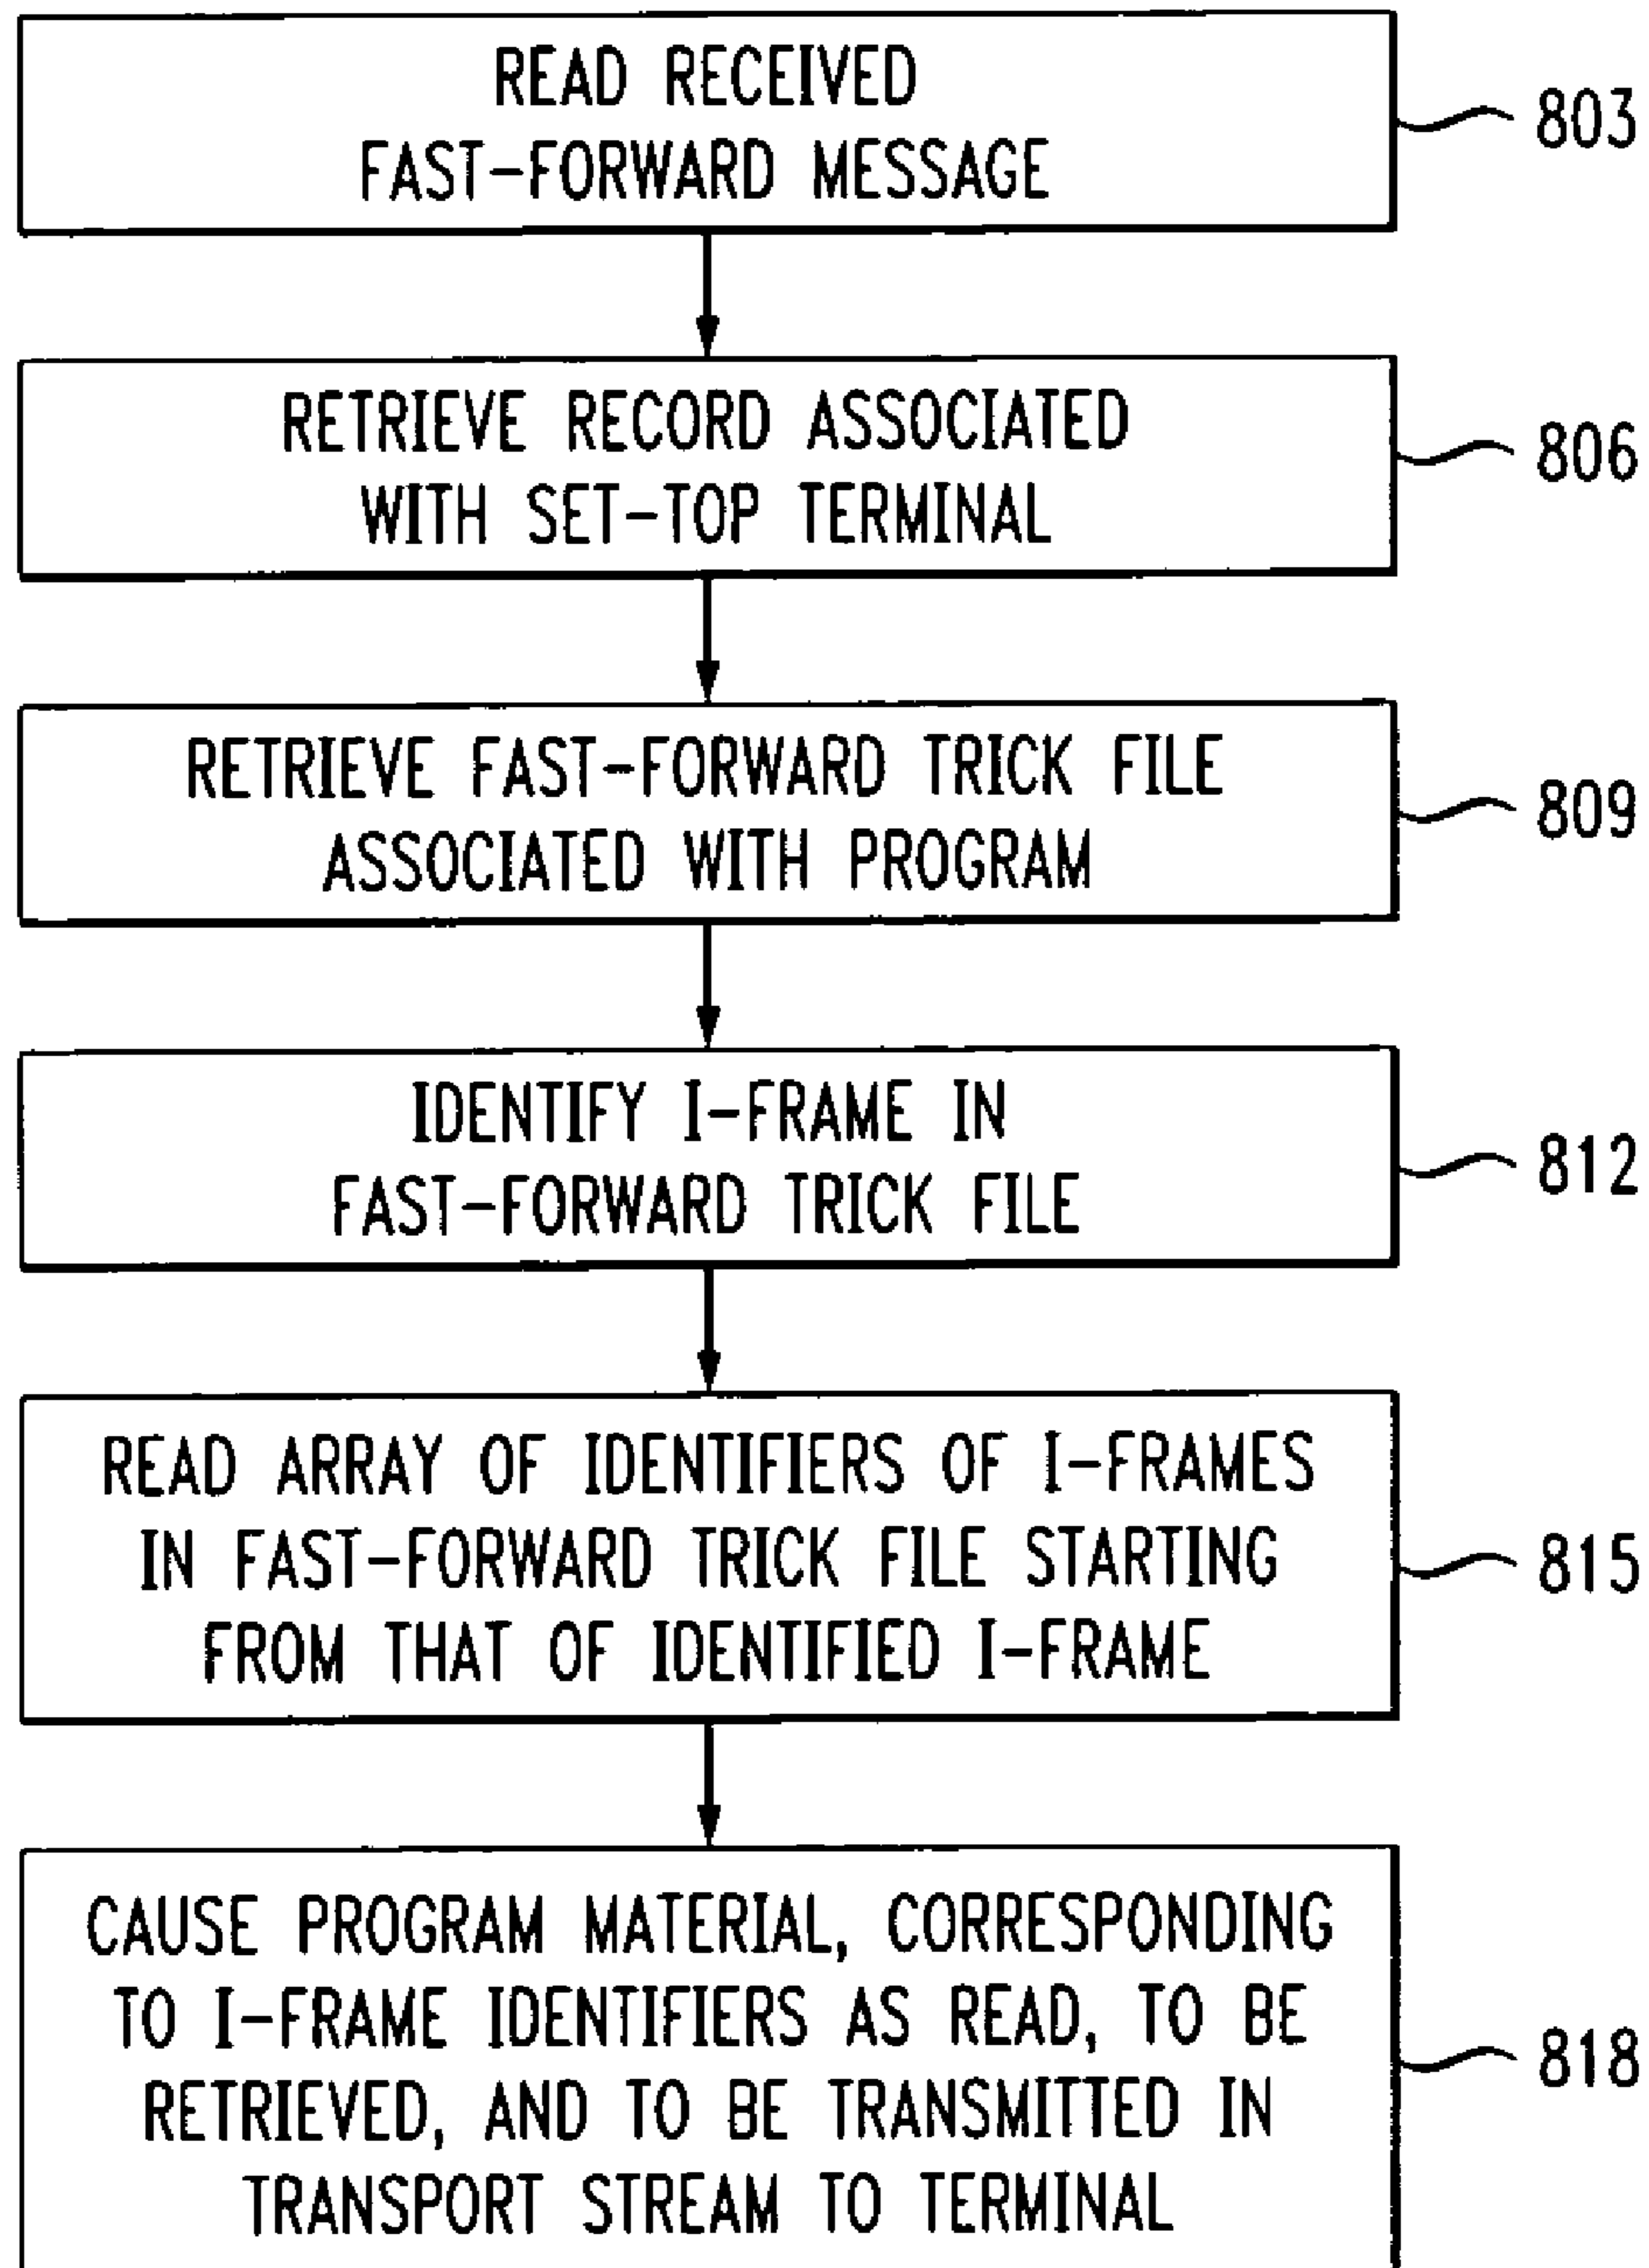 READ RECEIVED
FAST-FORWARD MESSAGE
803
RETRIEVE RECORD ASSOCIATED
WITH SET-TOP TERMINAL
806
RETRIEVE FAST-FORWARD TRICK FILE
ASSOCIATED WITH PROGRAM
809
IDENTIFY I-FRAME IN
FAST-FORWARD TRICK FILE
812
READ ARRAY OF IDENTIFIERS OF I-FRAMES
IN FAST-FORWARD TRICK FILE STARTING
FROM THAT OF IDENTIFIED I-FRAME
815
CAUSE PROGRAM MATERIAL, CORRESPONDING
TO I-FRAME IDENTIFIERS AS READ, TO BE
RETRIEVED, AND TO BE TRANSMITTED IN
TRANSPORT STREAM TO TERMINAL
818